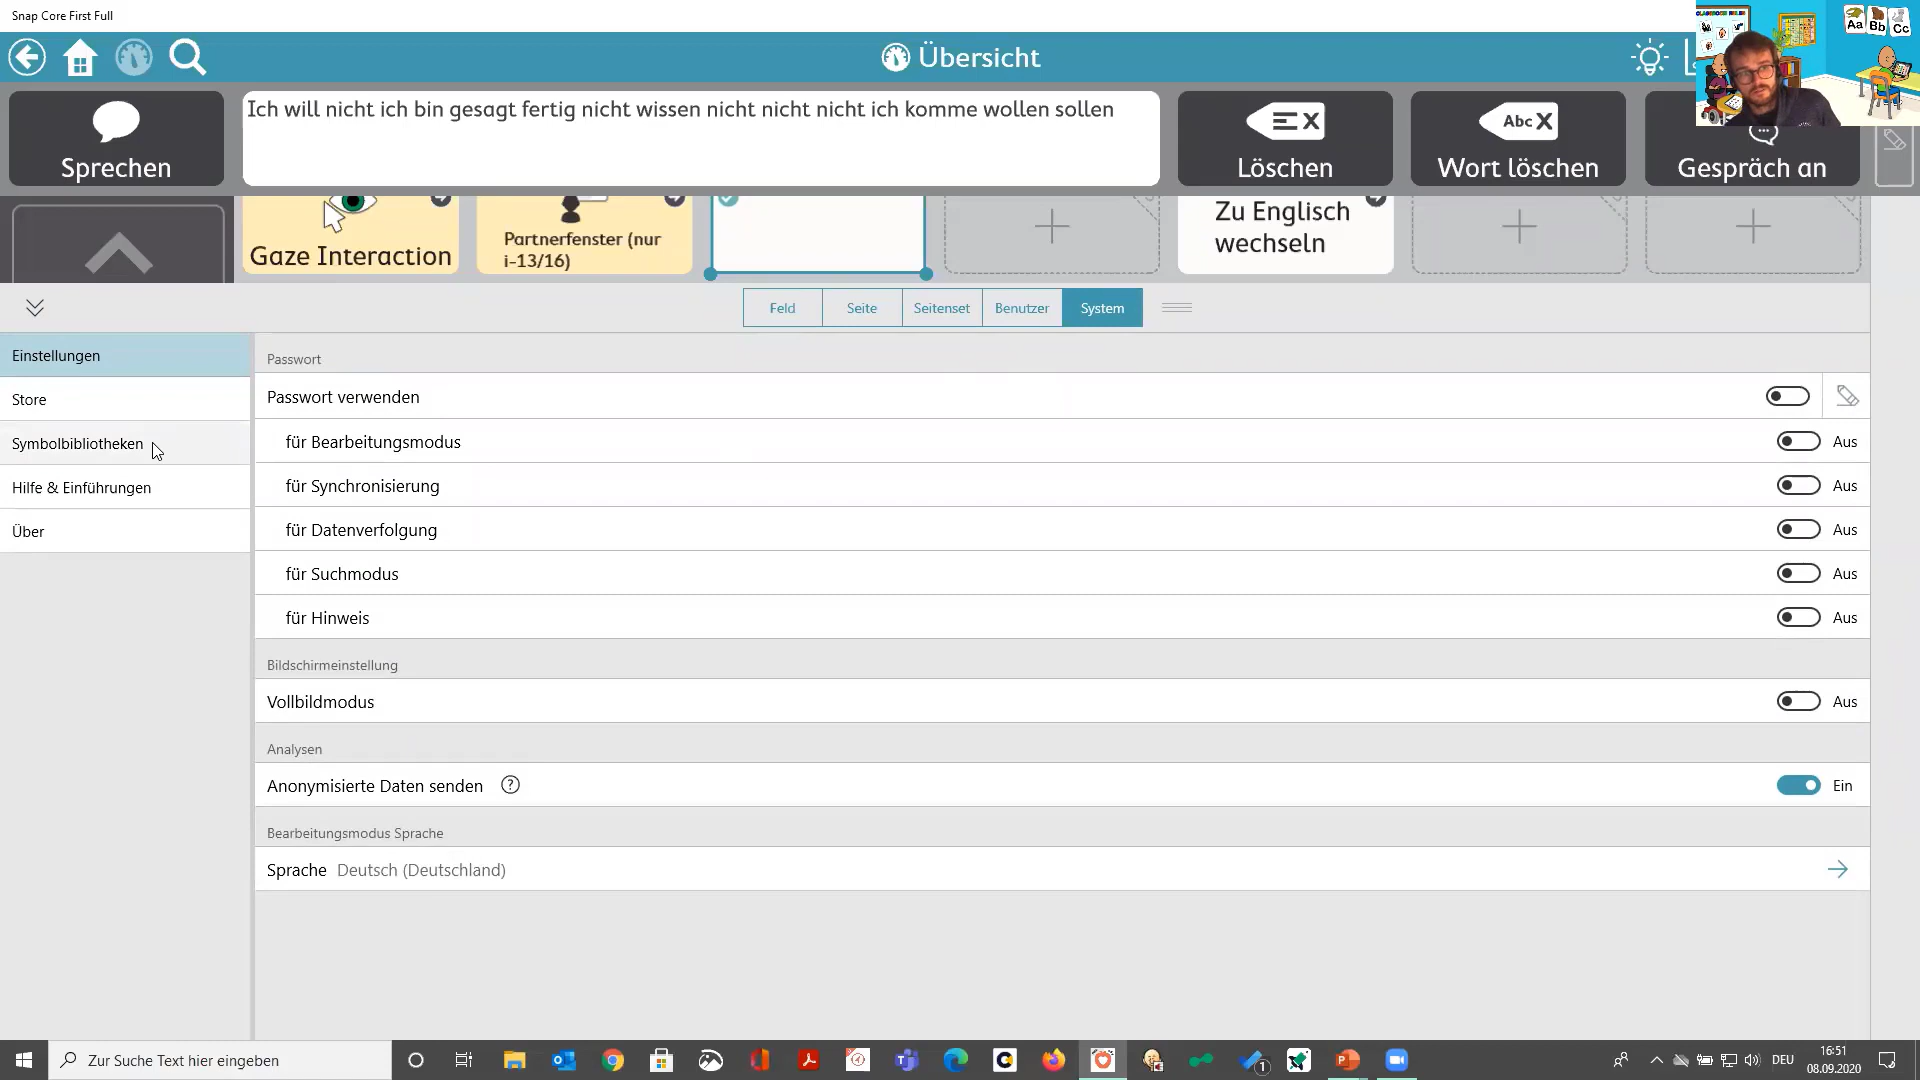 Snap Core First Full
Übersicht
Aa Bb Cc
Sprechen
Ich will nicht ich bin gesagt fertig nicht wissen nicht nicht nicht ich komme wollen sollen
Löschen
Abc X
Wort löschen
Gespräch an
Gaze Interaction
Partnerfenster (nur
i-13/16)
Zu Englisch
wechseln
Feld
Seite
Seitenset
Benutzer
System
Einstellungen
Store
Symbolbibliotheken
Hilfe & Einführungen
Über
Passwort
Passwort verwenden
für Bearbeitungsmodus
Aus
für Synchronisierung
Aus
für Datenverfolgung
Aus
für Suchmodus
Aus
für Hinweis
Aus
Bildschirmeinstellung
Vollbildmodus
Aus
Analysen
Anonymisierte Daten senden ?
Ein
Bearbeitungsmodus Sprache
Sprache Deutsch (Deutschland)
Zur Suche Text hier eingeben
DEU
16:51
08.09.2020